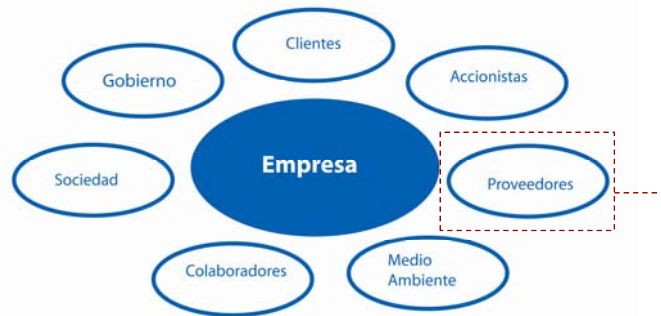 Clientes
Gobierno
Accionistas
Empresa
Sociedad
Proveedores
Colaboradores
Medio
Ambiente